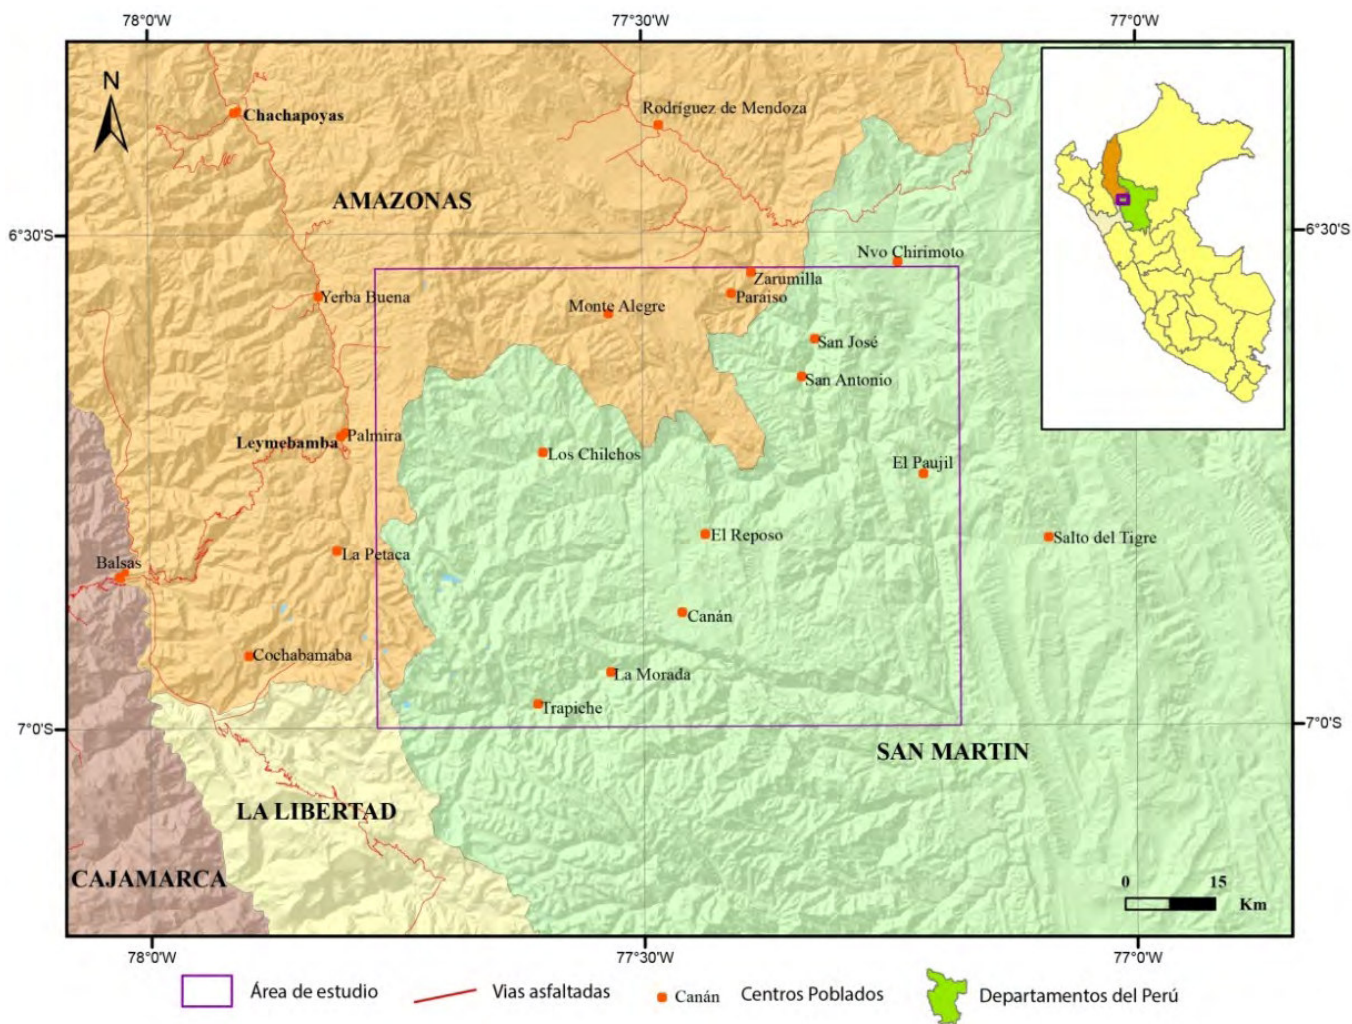 78°0'W
77°30'W
77°0'W
N
Chachapoyas
Rodríguez de Mendoza
AMAZONAS
6°30'S
6°30'S
Nvo Chirimoto
Zarumilla
Yerba Buena
Paraiso
Monte Alegre
San José
San Antonio
Palmira
Leymebamba
Los Chilchos
El Paujil
El Reposo
Salto del Tigre
La Petaca
Balsas
Canán
Cochabamaba
La Morada
Trapiche
7°0'S
7°0'S
SAN MARTIN
LA LIBERTAD
CAJAMARCA
0 15
Km
78°0'W
77°30'W
77°0'W
Área de estudio
Vias asfaltadas
Canán
Centros Poblados
Departamentos del Perú